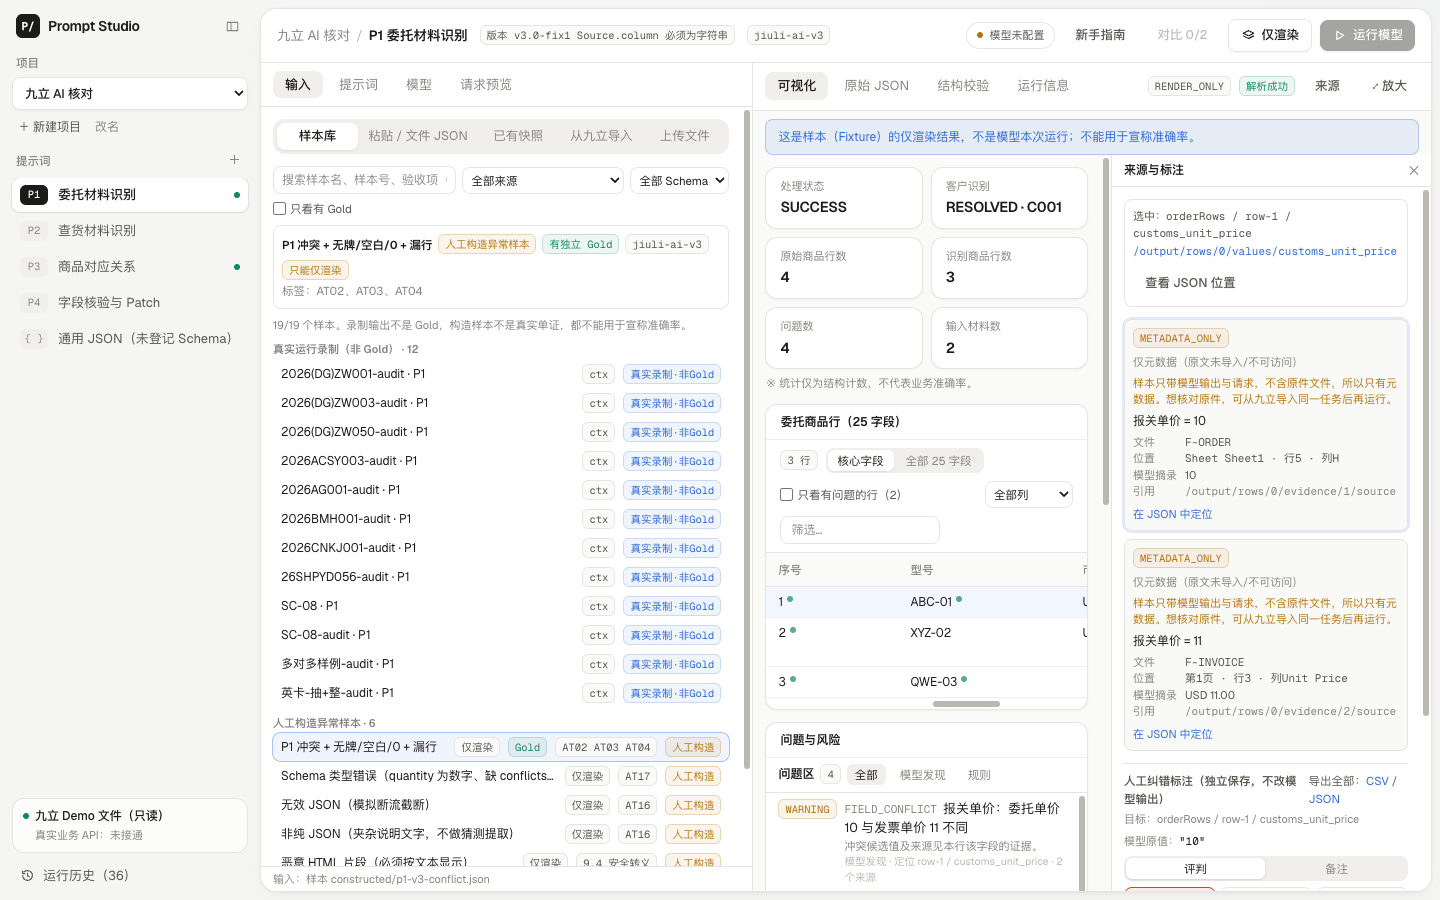 P/ Prompt Studio
项目
九立 AI 核对
+ 新建项目 改名
提示词 +
P1 委托材料识别
P2 查货材料识别
P3 商品对应关系
P4 字段核验与 Patch
{ } 通用 JSON（未登记 Schema）
九立 Demo 文件（只读）
真实业务 API：未接通
运行历史（36）
九立 AI 核对 / P1 委托材料识别 版本 v3.0-fix1 Source.column 必须为字符串 jiuli-ai-v3
模型未配置 新手指南 对比 0/2 仅渲染 运行模型
输入 提示词 模型 请求预览
样本库 粘贴 / 文件 JSON 已有快照 从九立导入 上传文件
搜索样本名、样本号、验收项 全部来源 全部 Schema
只看有 Gold
P1 冲突 + 无牌/空白/0 + 漏行 人工构造异常样本 有独立 Gold jiuli-ai-v3
只能仅渲染
标签：AT02、AT03、AT04
19/19 个样本。录制输出不是 Gold，构造样本不是真实单证，都不能用于宣称准确率。
真实运行录制（非 Gold）· 12
2026(DG)ZW001-audit · P1 ctx 真实录制·非Gold
2026(DG)ZW003-audit · P1 ctx 真实录制·非Gold
2026(DG)ZW050-audit · P1 ctx 真实录制·非Gold
2026ACSY003-audit · P1 ctx 真实录制·非Gold
2026AG001-audit · P1 ctx 真实录制·非Gold
2026BMH001-audit · P1 ctx 真实录制·非Gold
2026CNKJ001-audit · P1 ctx 真实录制·非Gold
26SHPYD056-audit · P1 ctx 真实录制·非Gold
SC-08 · P1 ctx 真实录制·非Gold
SC-08-audit · P1 ctx 真实录制·非Gold
多对多样例-audit · P1 ctx 真实录制·非Gold
英卡-抽+整-audit · P1 ctx 真实录制·非Gold
人工构造异常样本 · 6
P1 冲突 + 无牌/空白/0 + 漏行 仅渲染 Gold AT02 AT03 AT04 人工构造
Schema 类型错误（quantity 为数字、缺 conflicts... 仅渲染 AT17 人工构造
无效 JSON（模拟断流截断） 仅渲染 AT16 人工构造
非纯 JSON（夹杂说明文字，不做猜测提取） 仅渲染 AT16 人工构造
恶意 HTML 片段（必须按文本显示） 仅渲染 9.4 安全转义 人工构造
输入：样本 constructed/p1-v3-conflict.json
可视化 原始 JSON 结构校验 运行信息 RENDER_ONLY 解析成功 来源 放大
这是样本（Fixture）的仅渲染结果，不是模型本次运行；不能用于宣称准确率。
处理状态
SUCCESS
客户识别
RESOLVED · C001
原始商品行数
4
识别商品行数
3
问题数
4
输入材料数
2
※ 统计仅为结构计数，不代表业务准确率。
委托商品行（25 字段）
3 行 核心字段 全部 25 字段
只看有问题的行（2） 全部列
筛选…
序号 型号
1 ABC-01
2 XYZ-02
3 QWE-03
问题与风险
问题区 4 全部 模型发现 规则
WARNING FIELD_CONFLICT 报关单价：委托单价
10 与发票单价 11 不同
冲突候选值及来源见本行该字段的证据。
模型发现 · 定位 row-1 / customs_unit_price · 2
个来源
来源与标注
选中：orderRows / row-1 /
customs_unit_price
/output/rows/0/values/customs_unit_price
查看 JSON 位置
METADATA_ONLY
仅元数据（原文未导入/不可访问）
样本只带模型输出与请求，不含原件文件，所以只有元
数据。想核对原件，可从九立导入同一任务后再运行。
报关单价 = 10
文件 F-ORDER
位置 Sheet Sheet1 · 行5 · 列H
模型摘录 10
引用 /output/rows/0/evidence/1/source
在 JSON 中定位
METADATA_ONLY
仅元数据（原文未导入/不可访问）
样本只带模型输出与请求，不含原件文件，所以只有元
数据。想核对原件，可从九立导入同一任务后再运行。
报关单价 = 11
文件 F-INVOICE
位置 第1页 · 行3 · 列Unit Price
模型摘录 USD 11.00
引用 /output/rows/0/evidence/2/source
在 JSON 中定位
人工纠错标注（独立保存，不改模 导出全部：CSV /
型输出） JSON
目标：orderRows / row-1 / customs_unit_price
模型原值："10"
评判 备注